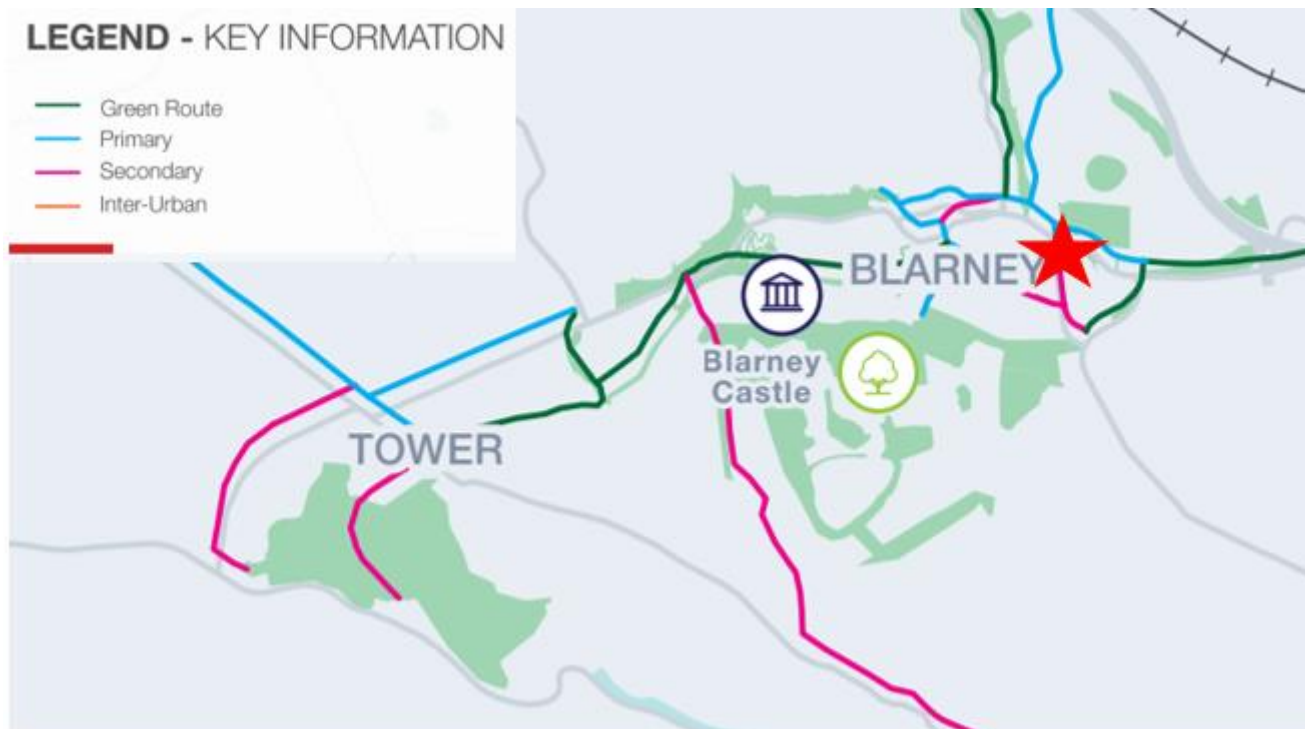 LEGEND - KEY INFORMATION
Green Route
Primary
Secondary
Inter-Urban
BLARNEY
Blarney
Castle
TOWER